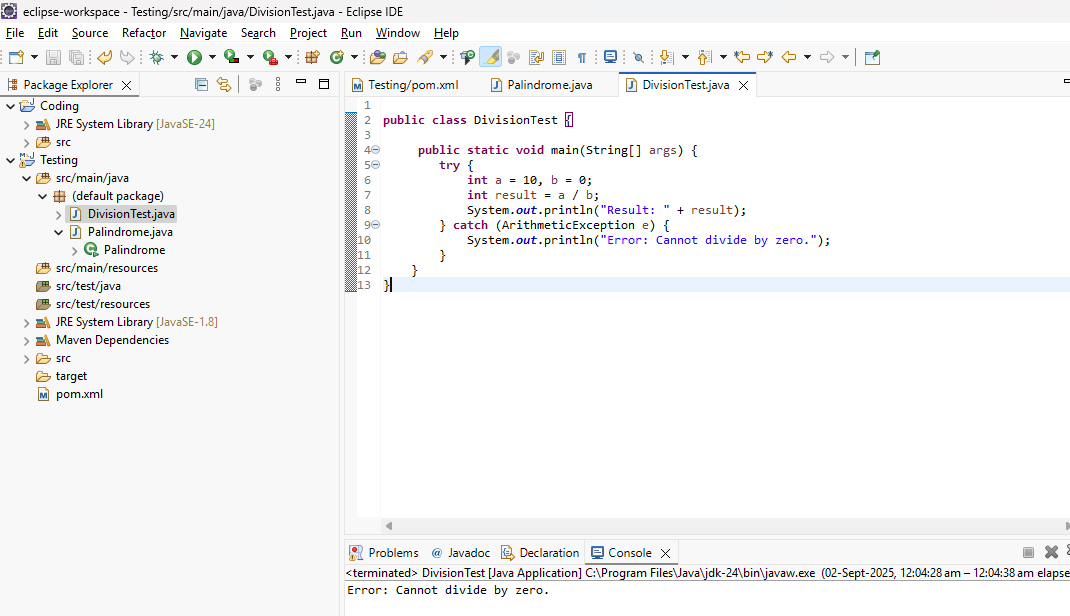 eclipse-workspace - Testing/src/main/java/DivisionTest.java - Eclipse IDE
File Edit Source Refactor Navigate Search Project Run Window Help
Package Explorer
Coding
JRE System Library [JavaSE-24]
src
Testing
src/main/java
(default package)
DivisionTest.java
Palindrome.java
Palindrome
src/main/resources
src/test/java
src/test/resources
JRE System Library [JavaSE-1.8]
Maven Dependencies
src
target
pom.xml
Testing/pom.xml Palindrome.java DivisionTest.java
1
2 public class DivisionTest {
3
4 public static void main(String[] args) {
5 try {
6 int a = 10, b = 0;
7 int result = a / b;
8 System.out.println("Result: " + result);
9 } catch (ArithmeticException e) {
10 System.out.println("Error: Cannot divide by zero.");
11 }
12 }
13 }
Problems Javadoc Declaration Console
<terminated> DivisionTest [Java Application] C:\Program Files\Java\jdk-24\bin\javaw.exe (02-Sept-2025, 12:04:28 am – 12:04:38 am elapse
Error: Cannot divide by zero.